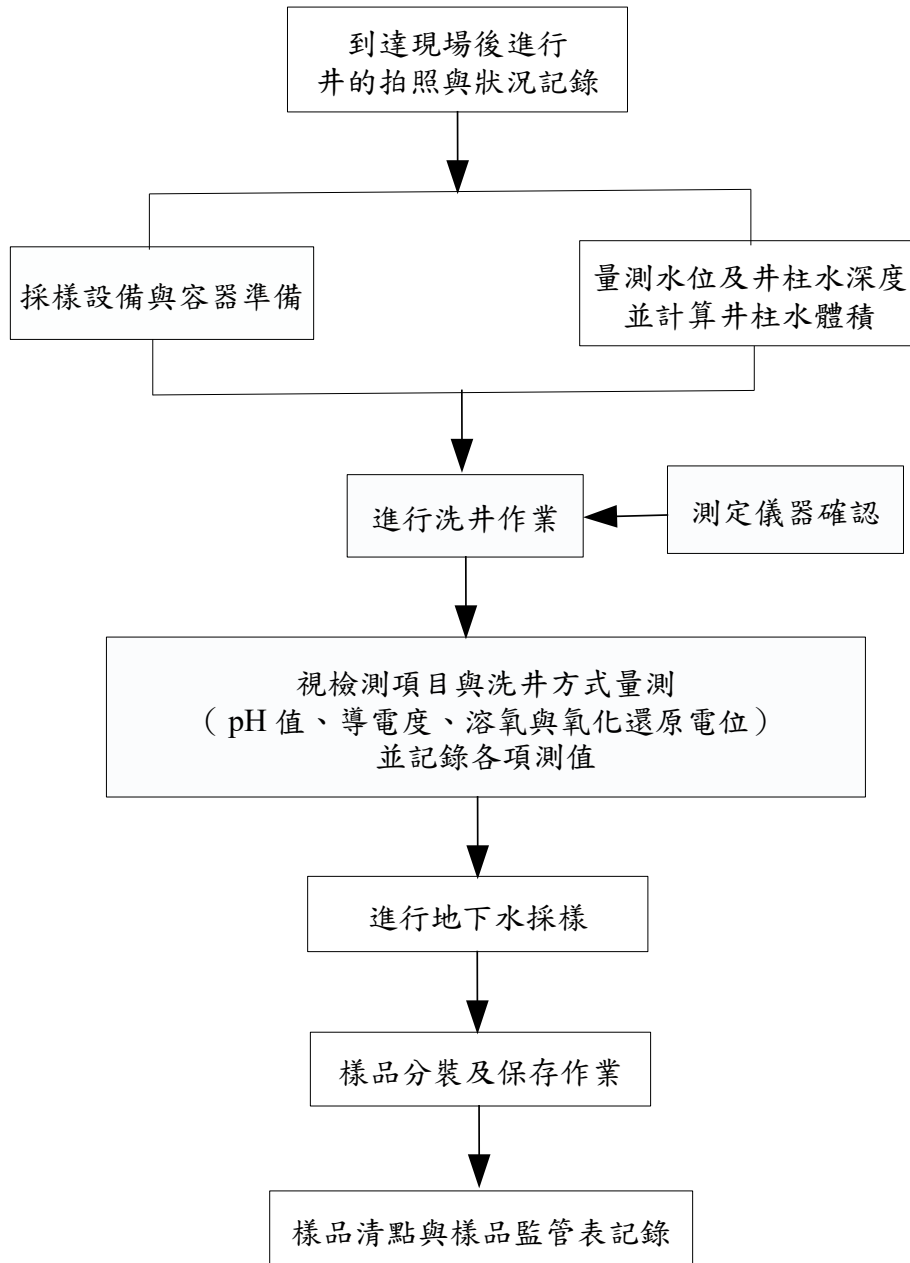 到達現場後進行
井的拍照與狀況記錄
採樣設備與容器準備
量測水位及井柱水深度
並計算井柱水體積
進行洗井作業
測定儀器確認
視檢測項目與洗井方式量測
（pH 值、導電度、溶氧與氧化還原電位）
並記錄各項測值
進行地下水採樣
樣品分裝及保存作業
樣品清點與樣品監管表記錄